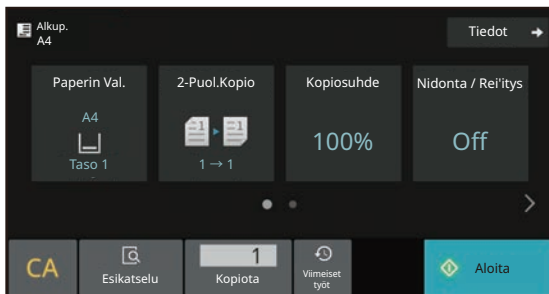 Alkup.
A4
Tiedot
Paperin Val.
A4
Taso 1
2-Puol.Kopio
1 → 1
Kopiosuhde
100%
Nidonta / Rei'itys
Off
CA
Esikatselu
1
Kopiota
Viimeiset
työt
Aloita